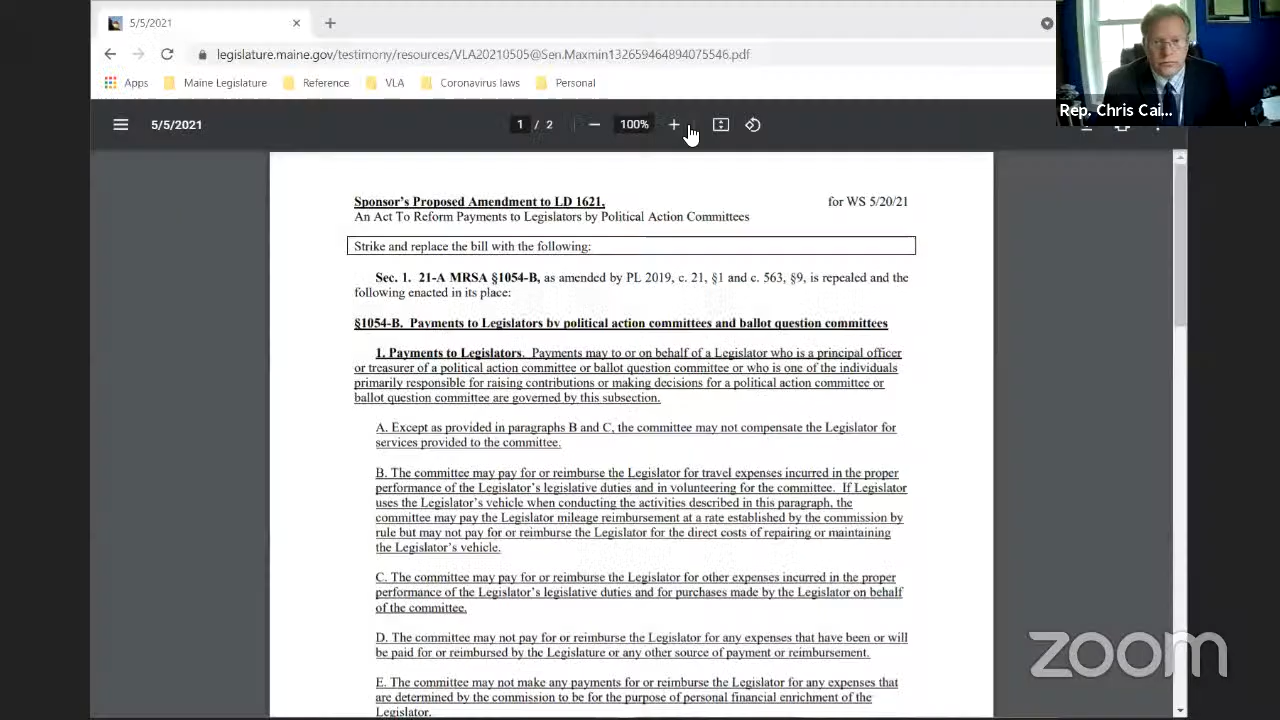 5/5/2021
legislature.maine.gov/testimony/resources/VLA20210505@Sen.Maxmin132659464894075546.pdf
Apps Maine Legislature Reference VLA Coronavirus laws Personal
Rep. Chris Cai...
5/5/2021 1 / 2 100%
Sponsor's Proposed Amendment to LD 1621. for WS 5/20/21
An Act To Reform Payments to Legislators by Political Action Committees
Strike and replace the bill with the following:
Sec. 1. 21-A MRSA §1054-B, as amended by PL 2019, c. 21, §1 and c. 563, §9, is repealed and the
following enacted in its place:
§1054-B. Payments to Legislators by political action committees and ballot question committees
1. Payments to Legislators. Payments may to or on behalf of a Legislator who is a principal officer
or treasurer of a political action committee or ballot question committee or who is one of the individuals
primarily responsible for raising contributions or making decisions for a political action committee or
ballot question committee are governed by this subsection.
A. Except as provided in paragraphs B and C, the committee may not compensate the Legislator for
services provided to the committee.
B. The committee may pay for or reimburse the Legislator for travel expenses incurred in the proper
performance of the Legislator's legislative duties and in volunteering for the committee. If Legislator
uses the Legislator's vehicle when conducting the activities described in this paragraph, the
committee may pay the Legislator mileage reimbursement at a rate established by the commission by
rule but may not pay for or reimburse the Legislator for the direct costs of repairing or maintaining
the Legislator's vehicle.
C. The committee may pay for or reimburse the Legislator for other expenses incurred in the proper
performance of the Legislator's legislative duties and for purchases made by the Legislator on behalf
of the committee.
D. The committee may not pay for or reimburse the Legislator for any expenses that have been or will
be paid for or reimbursed by the Legislature or any other source of payment or reimbursement.
E. The committee may not make any payments for or reimburse the Legislator for any expenses that
are determined by the commission to be for the purpose of personal financial enrichment of the
Legislator.
zoom